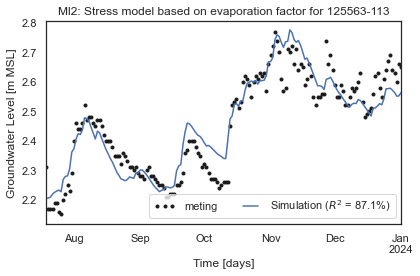 MI2: Stress model based on evaporation factor for 125563-113
Groundwater Level [m MSL]
2.8
2.7
2.6
2.5
2.4
2.3
2.2
meting
Simulation (R² = 87.1%)
Aug Sep Oct Nov Dec Jan
2024
Time [days]